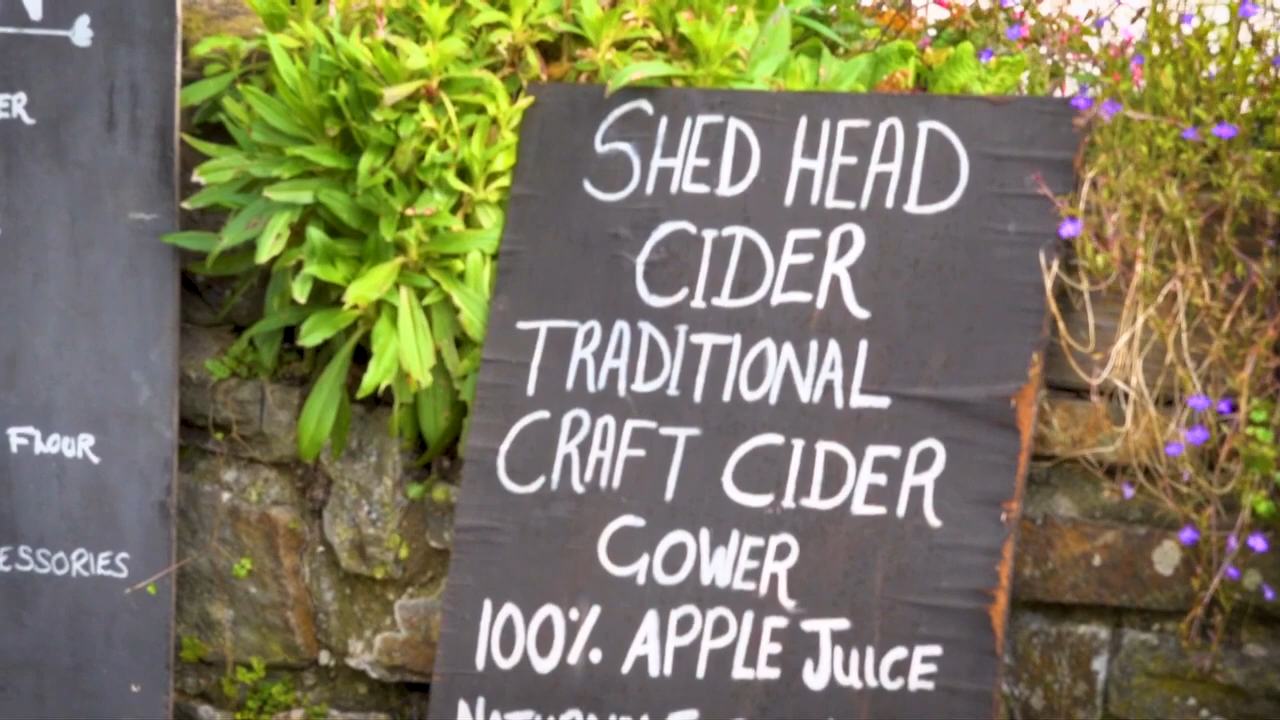 ER
FLOUR
ESSORIES
SHED HEAD
CIDER
TRADITIONAL
CRAFT CIDER
GOWER
100% APPLE JUICE